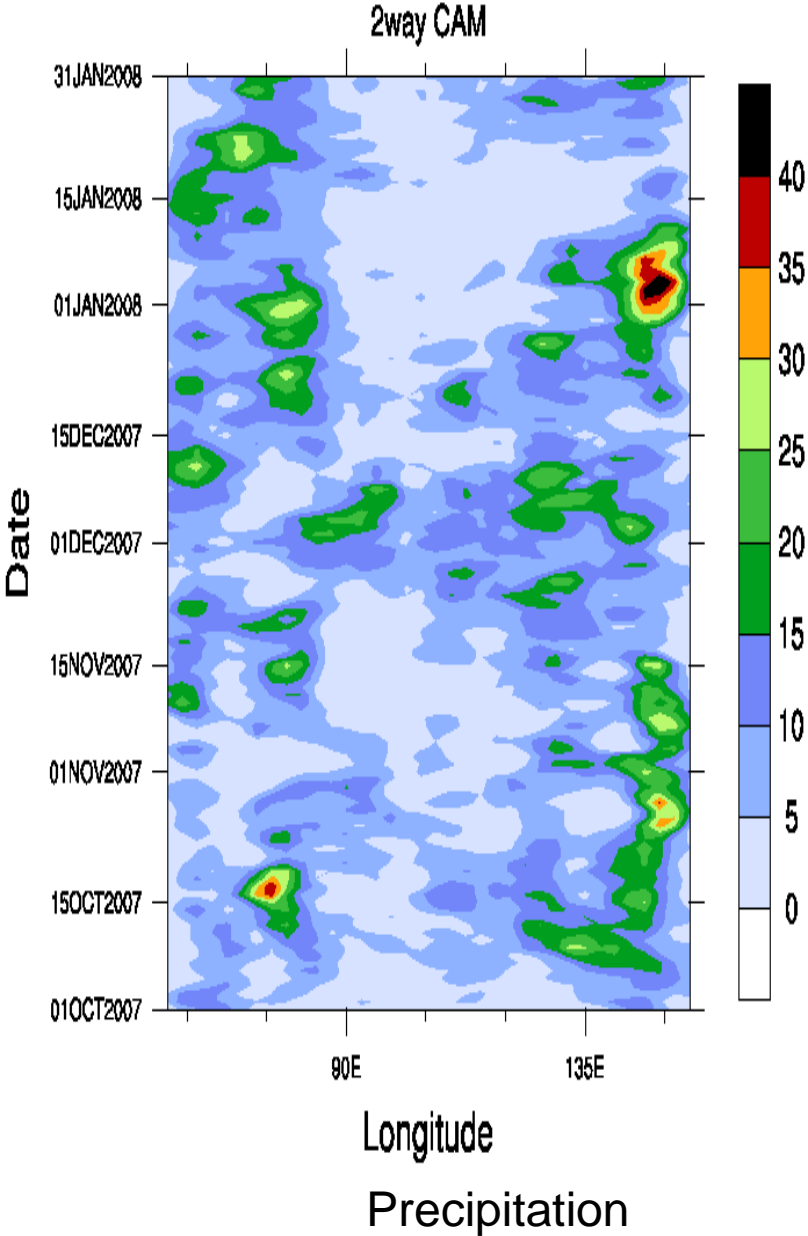 2way CAM
31JAN2008
15JAN2008
01JAN2008
15DEC2007
01DEC2007
15NOV2007
01NOV2007
15OCT2007
01OCT2007
Date
90E
135E
Longitude
40
35
30
25
20
15
10
5
0
Precipitation